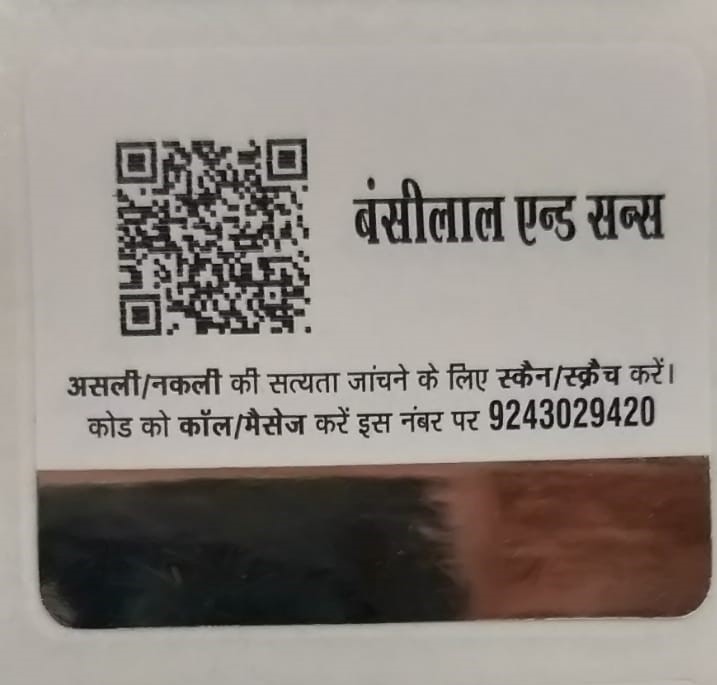 बंसीलाल एन्ड सन्स
असली/नकली की सत्यता जांचने के लिए स्कैन/स्क्रैच करें।
कोड को कॉल/मैसेज करें इस नंबर पर 9243029420